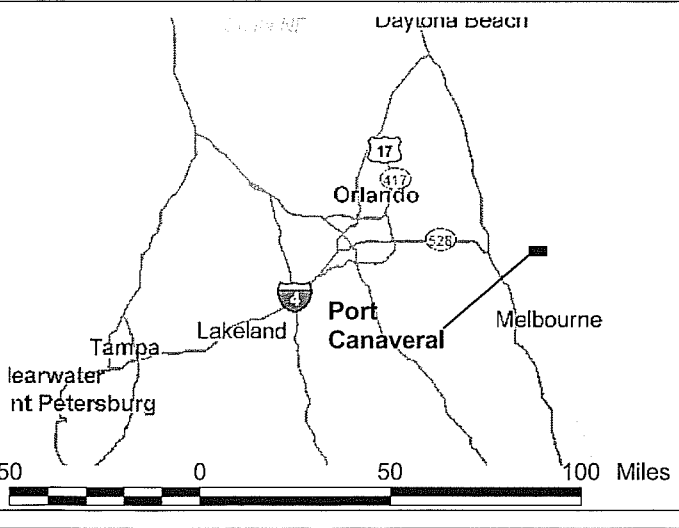 Daytona Beach
17
417
Orlando
528
4
Port
Canaveral
Melbourne
Lakeland
Tampa
learwater
nt Petersburg
50 0 50 100 Miles